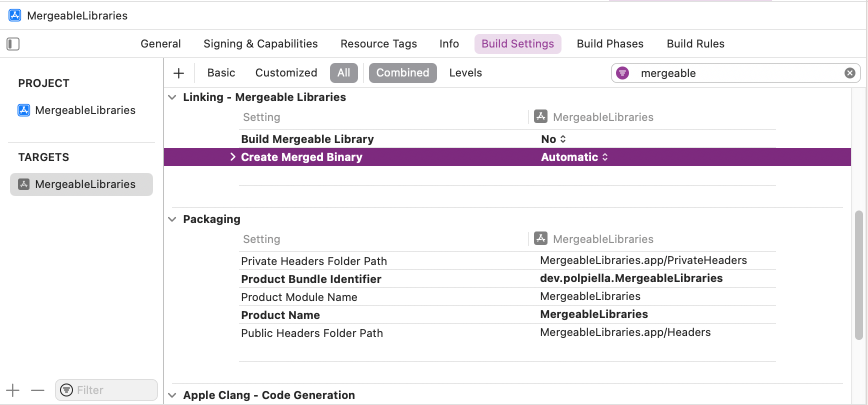 MergeableLibraries
General Signing & Capabilities Resource Tags Info Build Settings Build Phases Build Rules
PROJECT
MergeableLibraries
TARGETS
MergeableLibraries
Filter
Basic Customized All Combined Levels mergeable
Linking - Mergeable Libraries
Setting MergeableLibraries
Build Mergeable Library No
Create Merged Binary Automatic
Packaging
Setting MergeableLibraries
Private Headers Folder Path MergeableLibraries.app/PrivateHeaders
Product Bundle Identifier dev.polpiella.MergeableLibraries
Product Module Name MergeableLibraries
Product Name MergeableLibraries
Public Headers Folder Path MergeableLibraries.app/Headers
Apple Clang - Code Generation